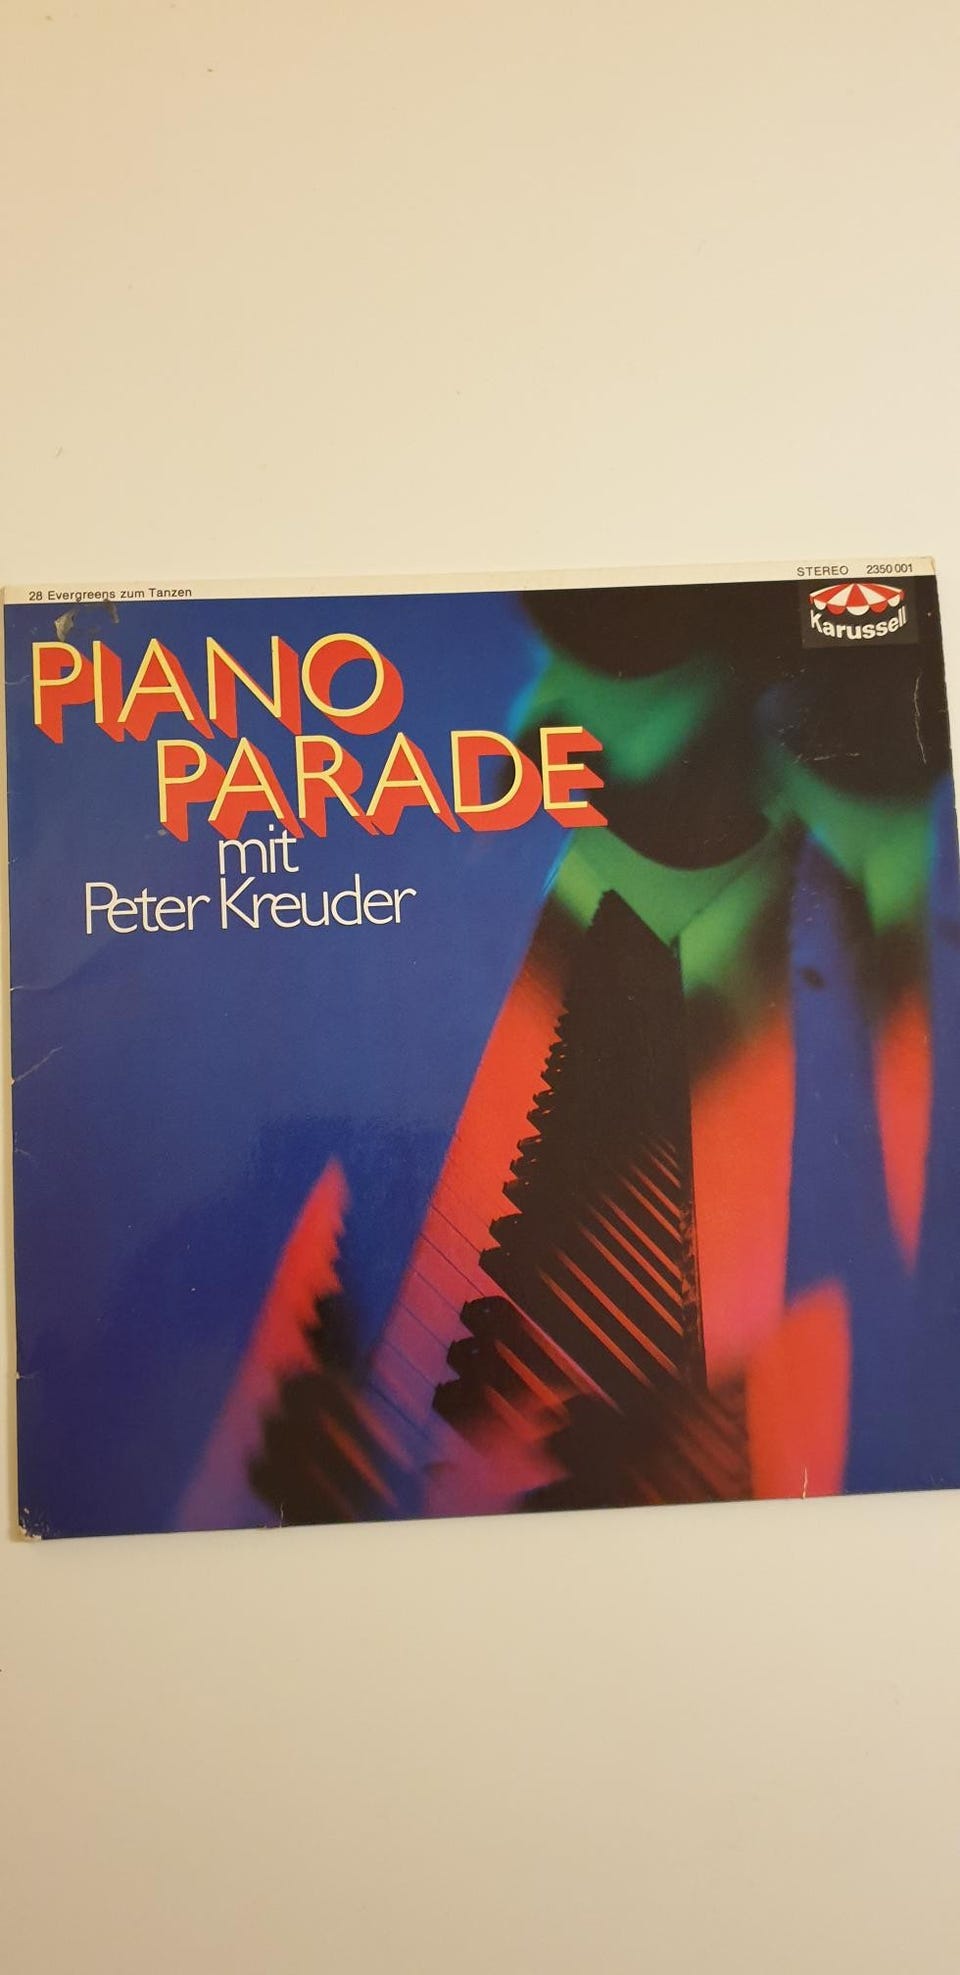 28 Evergreens zum Tanzen
STEREO 2350 001
Karussell
PIANO
PARADE
mit
Peter Kreuder